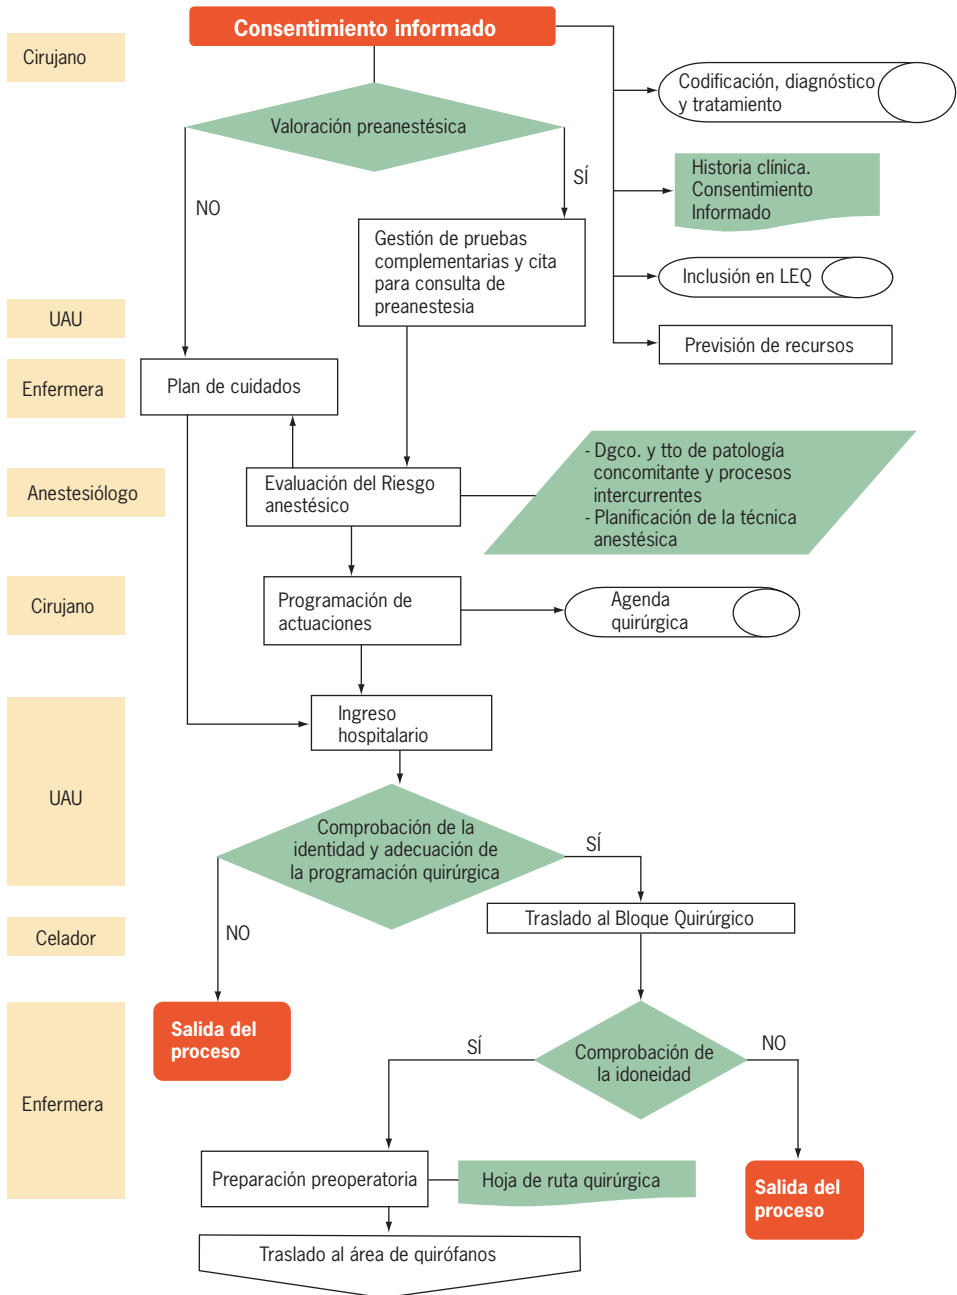 Consentimiento informado
Cirujano
Codificación, diagnóstico
y tratamiento
Valoración preanestésica
Historia clínica.
Consentimiento
Informado
SÍ
NO
Gestión de pruebas
complementarias y cita
para consulta de
preanestesia
Inclusión en LEQ
UAU
Previsión de recursos
Enfermera
Plan de cuidados
- Dgco. y tto de patología
concomitante y procesos
intercurrentes
- Planificación de la técnica
anestésica
Anestesiólogo
Evaluación del Riesgo
anestésico
Cirujano
Programación de
actuaciones
Agenda
quirúrgica
Ingreso
hospitalario
UAU
Comprobación de la
identidad y adecuación de
la programación quirúrgica
SÍ
Traslado al Bloque Quirúrgico
Celador
NO
Salida del
proceso
SÍ
Comprobación de
la idoneidad
NO
Enfermera
Preparación preoperatoria
Hoja de ruta quirúrgica
Salida del
proceso
Traslado al área de quirófanos